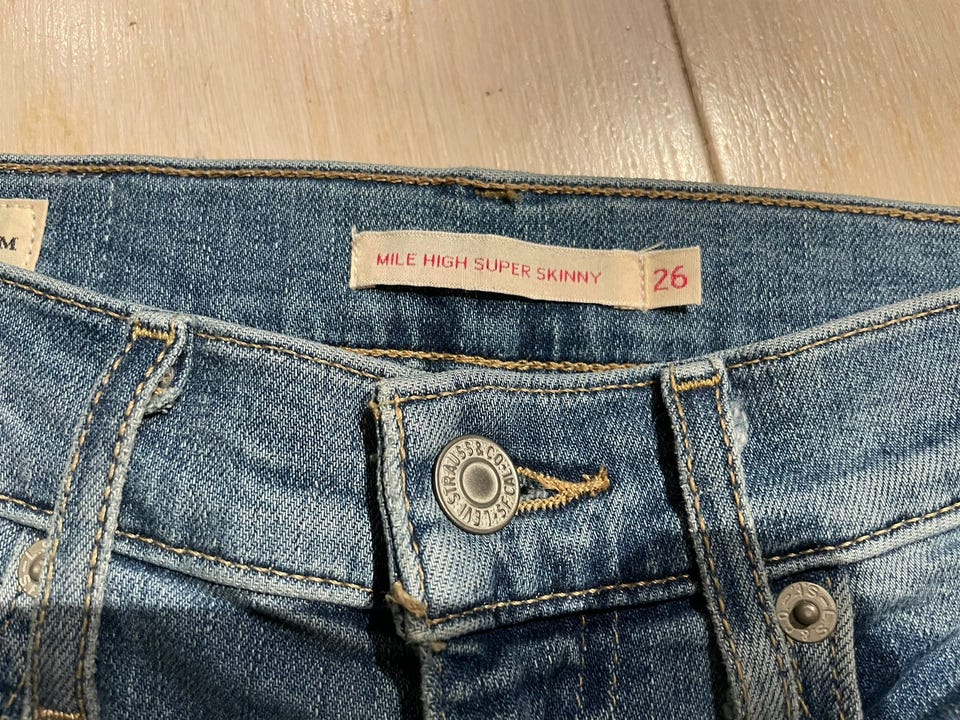 M
MILE HIGH SUPER SKINNY
26
LEVI STRAUSS & CO